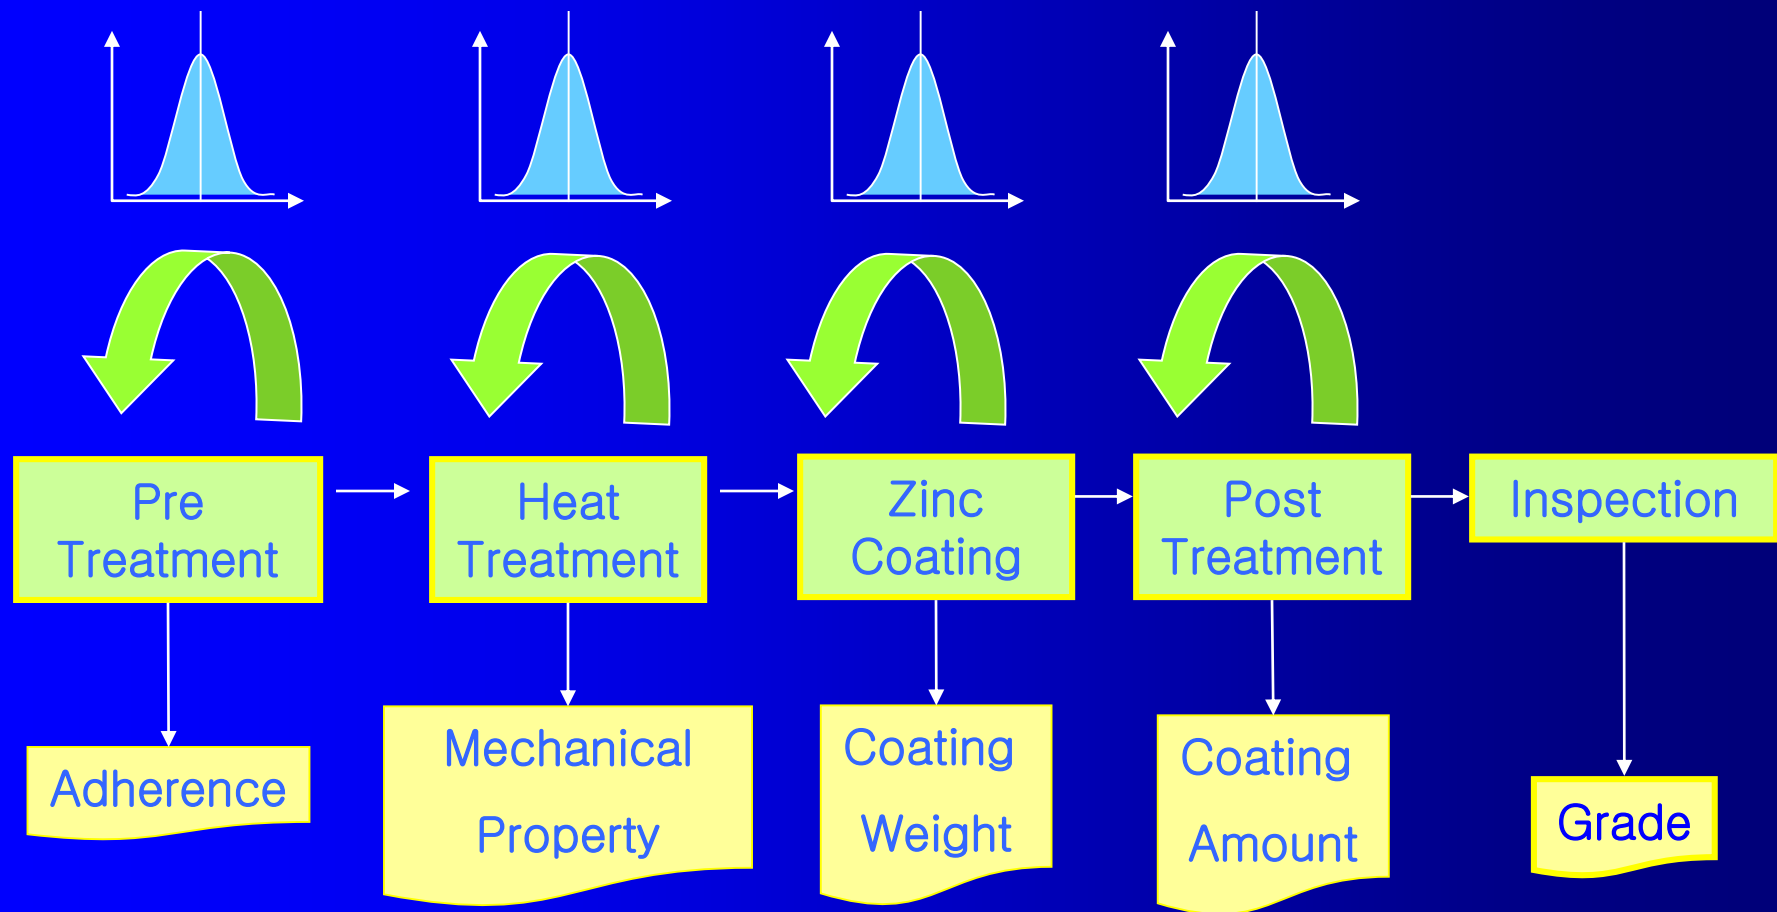 Pre
Treatment
Heat
Treatment
Zinc
Coating
Post
Treatment
Inspection
Adherence
Mechanical
Property
Coating
Weight
Coating
Amount
Grade